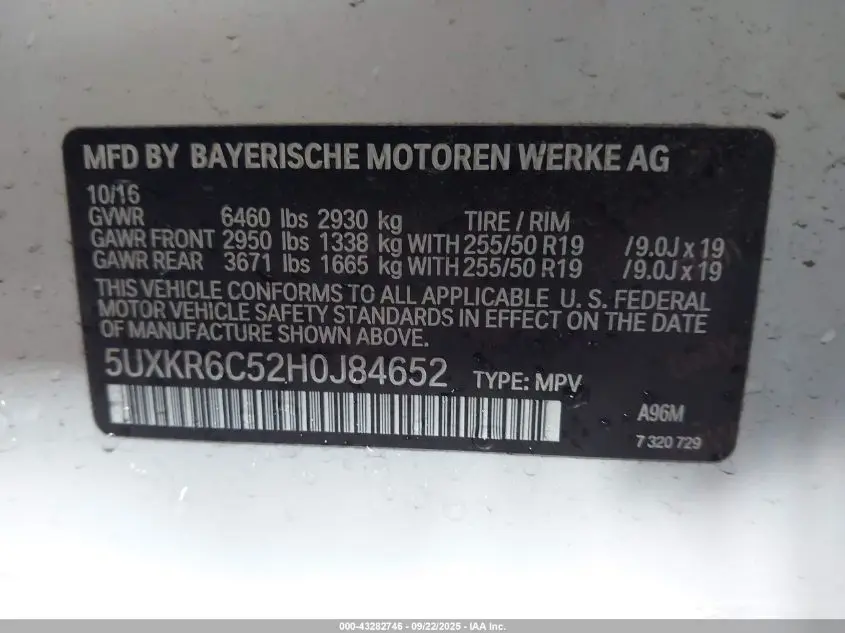 MFD BY BAYERISCHE MOTOREN WERKE AG
10/16
GVWR 6460 lbs 2930 kg TIRE / RIM
GAWR FRONT 2950 lbs 1338 kg WITH 255/50 R19 /9.0J x 19
GAWR REAR 3671 lbs 1665 kg WITH 255/50 R19 /9.0J x 19
THIS VEHICLE CONFORMS TO ALL APPLICABLE U. S. FEDERAL
MOTOR VEHICLE SAFETY STANDARDS IN EFFECT ON THE DATE
OF MANUFACTURE SHOWN ABOVE.
5UXKR6C52H0J84652 TYPE: MPV
A96M
7 320 729
000-43282746 - 09/22/2025 - IAA Inc.